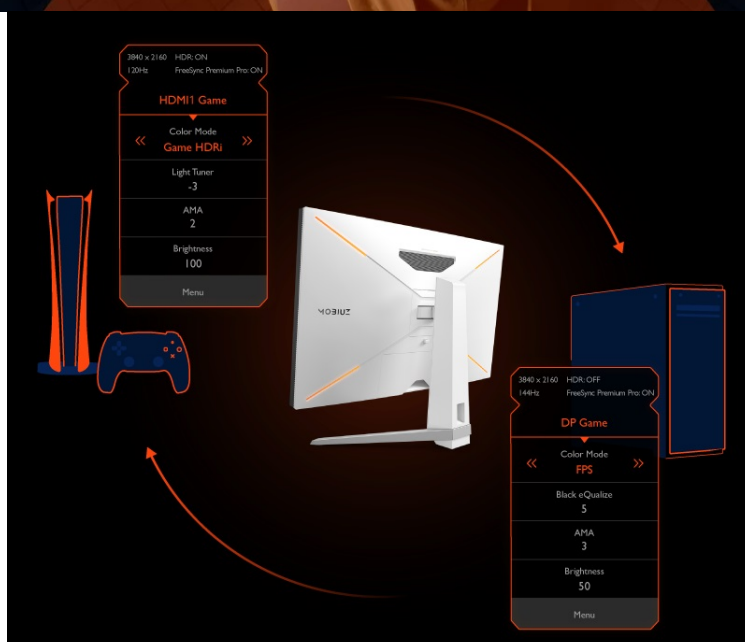 3840 x 2160 HDR: ON
120Hz FreeSync Premium Pro: ON
HDMI1 Game
Color Mode
« Game HDRi »
Light Tuner
-3
AMA
2
Brightness
100
Menu
MOBIUZ
3840 x 2160 HDR: OFF
144Hz FreeSync Premium Pro: ON
DP Game
Color Mode
« FPS »
Black eQualize
5
AMA
3
Brightness
50
Menu